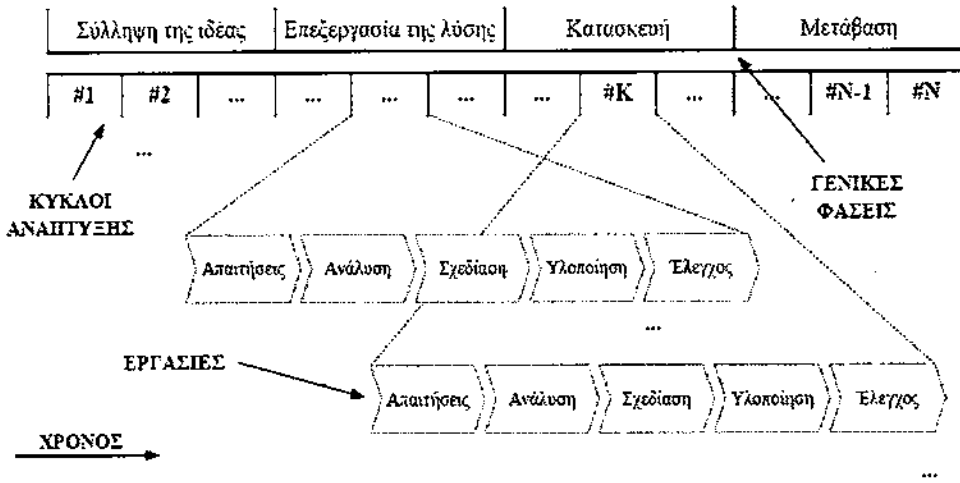 Σύλληψη της ιδέας Επεξεργασία της λύσης Κατασκευή Μετάβαση
#1 #2 ... ... ... ... ... #K ... ... #N-1 #N
...
ΚΥΚΛΟΙ
ΑΝΑΠΤΥΞΗΣ
ΓΕΝΙΚΕΣ
ΦΑΣΕΙΣ
Απαιτήσεις Ανάλυση Σχεδίαση Υλοποίηση Έλεγχος
...
ΕΡΓΑΣΙΕΣ
Απαιτήσεις Ανάλυση Σχεδίαση Υλοποίηση Έλεγχος
ΧΡΟΝΟΣ
...